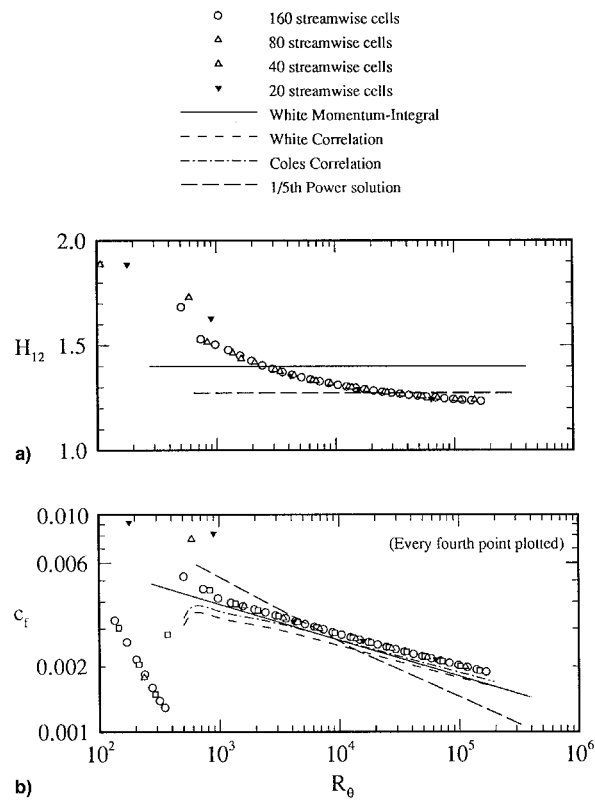 160 streamwise cells
80 streamwise cells
40 streamwise cells
20 streamwise cells
White Momentum-Integral
White Correlation
Coles Correlation
1/5th Power solution
2.0
H12
1.5
1.0
a)
0.010
(Every fourth point plotted)
0.006
cf
0.002
0.001
10² 10³ 10⁴ 10⁵ 10⁶
b)
Rθ